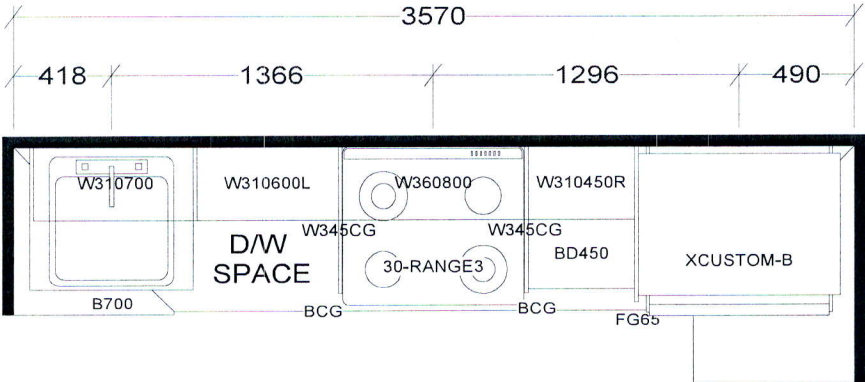 3570
418 1366 1296 490
W310700 W310600L W360800 W310450R
W345CG W345CG
D/W
SPACE
BD450
30-RANGE3
XCUSTOM-B
B700
BCG BCG
FG65